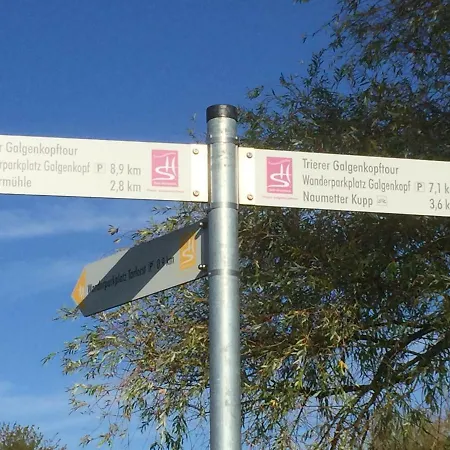 r Galgenkopftour
rparkplatz Galgenkopf P 8,9 km
rmühle 2,8 km
Trierer Galgenkopftour
Wanderparkplatz Galgenkopf P 7,1 k
Naumetter Kupp 3,6 k
Wanderparkplatz